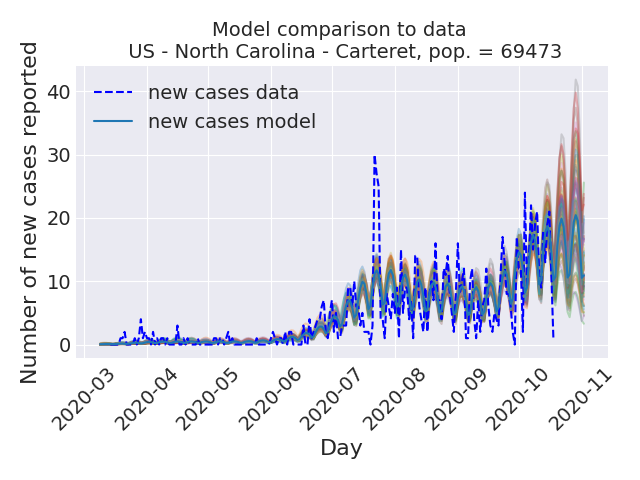 Model comparison to data
US - North Carolina - Carteret, pop. = 69473
Number of new cases reported
40
30
20
10
0
new cases data
new cases model
2020-03
2020-04
2020-05
2020-06
2020-07
2020-08
2020-09
2020-10
2020-11
Day